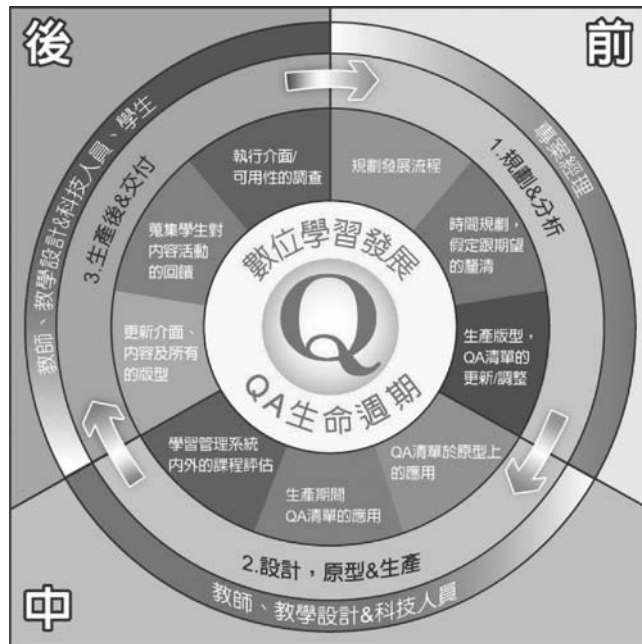 後
前
教師、教學設計&科技人員、學生
專案經理
1.規劃&分析
規劃發展流程
時間規劃，
假定跟期望
的釐清
生產版型，
QA清單的
更新/調整
QA清單於原型上
的應用
生產期間
QA清單的應用
學習管理系統
內外的課程評估
更新介面、
內容及所有
的版型
蒐集學生對
內容活動
的回饋
執行介面/
可用性的調查
3.生產後&交付
數位學習發展
Q
QA生命週期
2.設計，原型&生產
教師、教學設計&科技人員
中